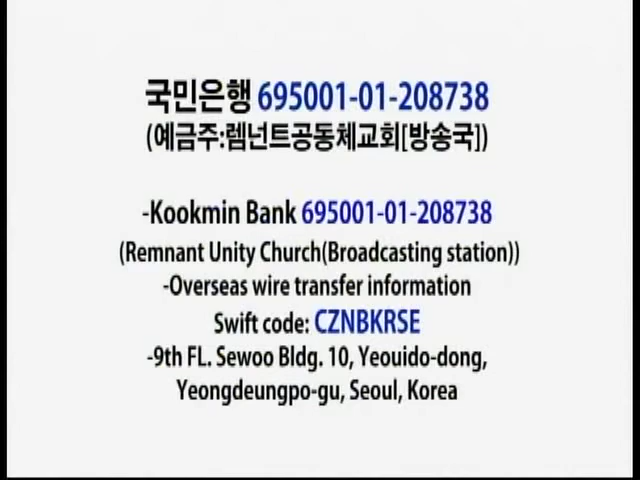 국민은행 695001-01-208738
(예금주:렘넌트공동체교회[방송국])
-Kookmin Bank 695001-01-208738
(Remnant Unity Church(Broadcasting station))
-Overseas wire transfer information
Swift code: CZNBKRSE
-9th FL. Sewoo Bldg. 10, Yeouido-dong,
Yeongdeungpo-gu, Seoul, Korea